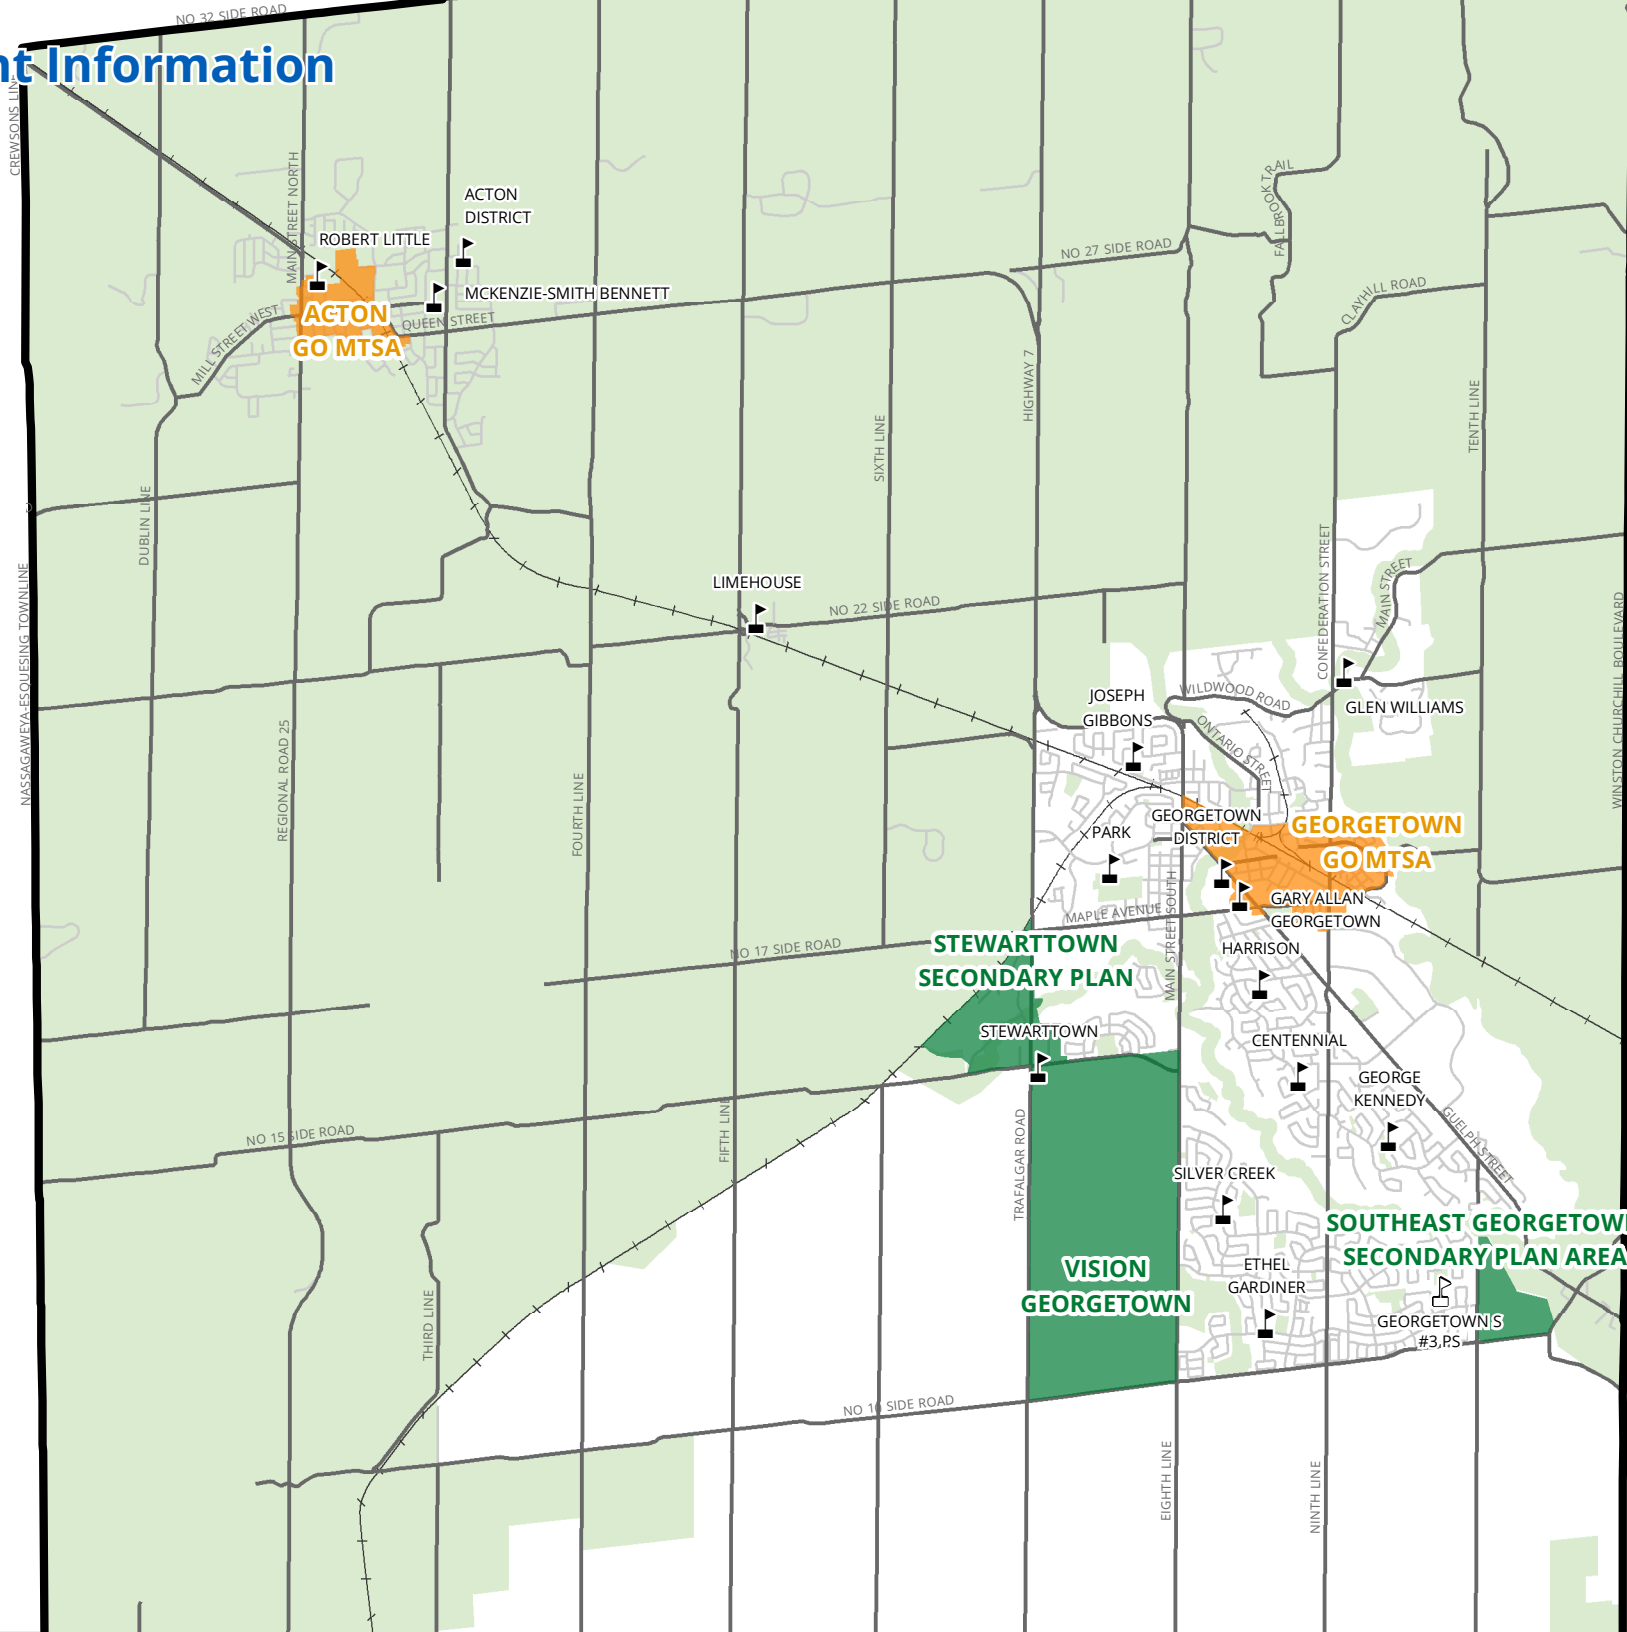 NO 32 SIDE ROAD
nt Information
CREWSONS LINE
MAIN STREET NORTH
ACTON
DISTRICT
ROBERT LITTLE
MCKENZIE-SMITH BENNETT
ACTON
GO MTSA
QUEEN STREET
MILL STREET WEST
FALLBROOK TRAIL
NO 27 SIDE ROAD
CLAYHILL ROAD
HIGHWAY 7
SIXTH LINE
TENTH LINE
DUBLIN LINE
NASSAGAWEYA-ESQUESING TOWNLINE
LIMEHOUSE
NO 22 SIDE ROAD
CONFEDERATION STREET
MAIN STREET
WINSTON CHURCHILL BOULEVARD
GLEN WILLIAMS
WILDWOOD ROAD
ONTARIO STREET
JOSEPH
GIBBONS
REGIONAL ROAD 25
FOURTH LINE
PARK
GEORGETOWN
DISTRICT
GEORGETOWN
GO MTSA
GARY ALLAN
GEORGETOWN
MAPLE AVENUE
MAIN STREET SOUTH
HARRISON
NO 17 SIDE ROAD
STEWARTTOWN
SECONDARY PLAN
STEWARTTOWN
CENTENNIAL
GEORGE
KENNEDY
GUELPH STREET
NO 15 SIDE ROAD
FIFTH LINE
TRAFALGAR ROAD
SILVER CREEK
SOUTHEAST GEORGETOW
SECONDARY PLAN AREA
VISION
GEORGETOWN
ETHEL
GARDINER
GEORGETOWN S
#3 PS
THIRD LINE
NO 10 SIDE ROAD
EIGHTH LINE
NINTH LINE